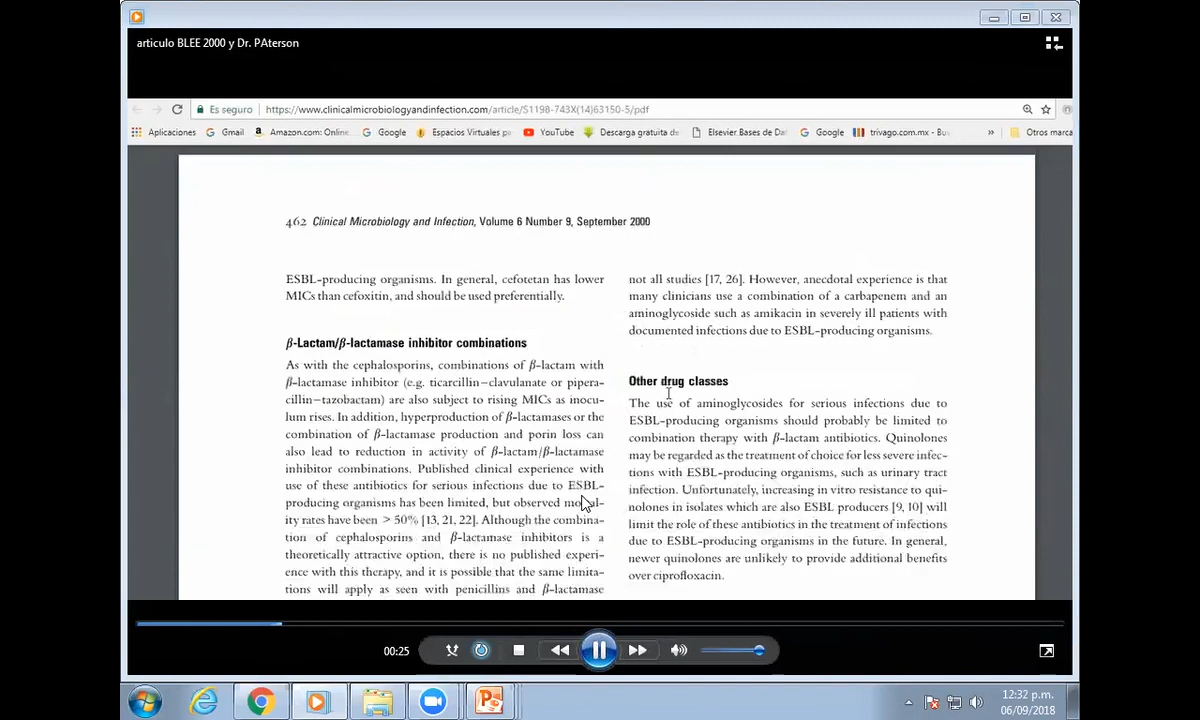 articulo BLEE 2000 y Dr. PAterson
Es seguro | https://www.clinicalmicrobiologyandinfection.com/article/S1198-743X(14)63150-5/pdf
Aplicaciones Gmail Amazon.com: Online Google Espacios Virtuales pa YouTube Descarga gratuita de Elsevier Bases de Dat Google trivago.com.mx - Bus » Otros marca
462 Clinical Microbiology and Infection, Volume 6 Number 9, September 2000
ESBL-producing organisms. In general, cefotetan has lower
MICs than cefoxitin, and should be used preferentially.
β-Lactam/β-lactamase inhibitor combinations
As with the cephalosporins, combinations of β-lactam with
β-lactamase inhibitor (e.g. ticarcillin–clavulanate or pipera-
cillin–tazobactam) are also subject to rising MICs as inocu-
lum rises. In addition, hyperproduction of β-lactamases or the
combination of β-lactamase production and porin loss can
also lead to reduction in activity of β-lactam/β-lactamase
inhibitor combinations. Published clinical experience with
use of these antibiotics for serious infections due to ESBL-
producing organisms has been limited, but observed mortal-
ity rates have been > 50% [13, 21, 22]. Although the combina-
tion of cephalosporins and β-lactamase inhibitors is a
theoretically attractive option, there is no published experi-
ence with this therapy, and it is possible that the same limita-
tions will apply as seen with penicillins and β-lactamase
not all studies [17, 26]. However, anecdotal experience is that
many clinicians use a combination of a carbapenem and an
aminoglycoside such as amikacin in severely ill patients with
documented infections due to ESBL-producing organisms.
Other drug classes
The use of aminoglycosides for serious infections due to
ESBL-producing organisms should probably be limited to
combination therapy with β-lactam antibiotics. Quinolones
may be regarded as the treatment of choice for less severe infec-
tions with ESBL-producing organisms, such as urinary tract
infection. Unfortunately, increasing in vitro resistance to qui-
nolones in isolates which are also ESBL producers [9, 10] will
limit the role of these antibiotics in the treatment of infections
due to ESBL-producing organisms in the future. In general,
newer quinolones are unlikely to provide additional benefits
over ciprofloxacin.
00:25
12:32 p.m.
06/09/2018